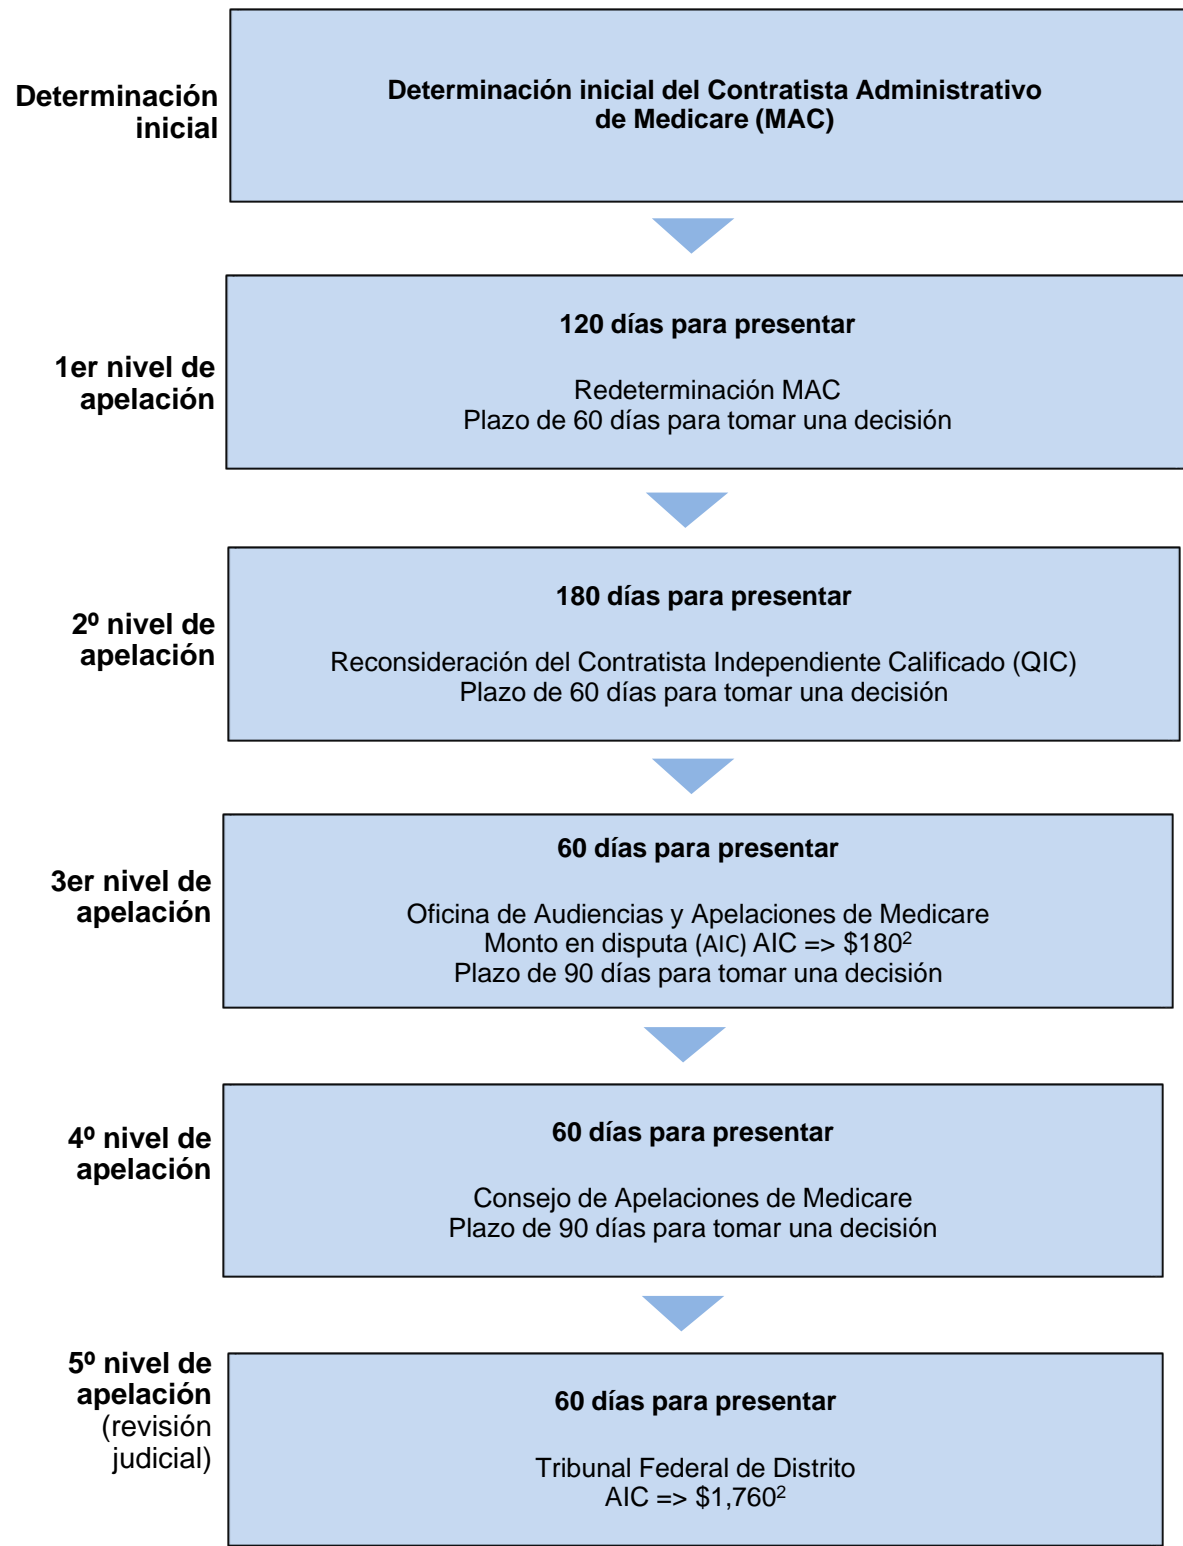 Determinación
inicial
Determinación inicial del Contratista Administrativo
de Medicare (MAC)
1er nivel de
apelación
120 días para presentar
Redeterminación MAC
Plazo de 60 días para tomar una decisión
2º nivel de
apelación
180 días para presentar
Reconsideración del Contratista Independiente Calificado (QIC)
Plazo de 60 días para tomar una decisión
3er nivel de
apelación
60 días para presentar
Oficina de Audiencias y Apelaciones de Medicare
Monto en disputa (AIC) AIC => $180²
Plazo de 90 días para tomar una decisión
4º nivel de
apelación
60 días para presentar
Consejo de Apelaciones de Medicare
Plazo de 90 días para tomar una decisión
5º nivel de
apelación
(revisión
judicial)
60 días para presentar
Tribunal Federal de Distrito
AIC => $1,760²